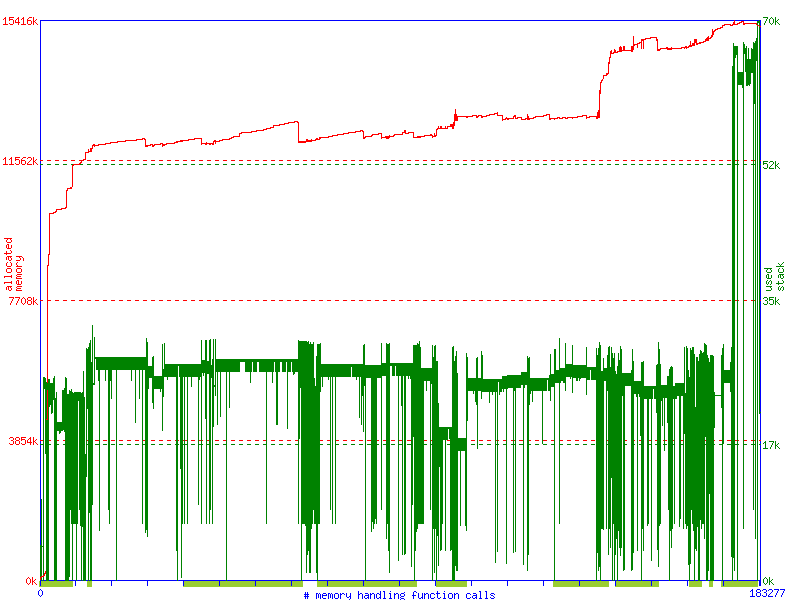 15416k
70k
11562k
52k
allocated
memory
used
stack
7708k
35k
3854k
17k
0k
0k
0
# memory handling function calls
183277